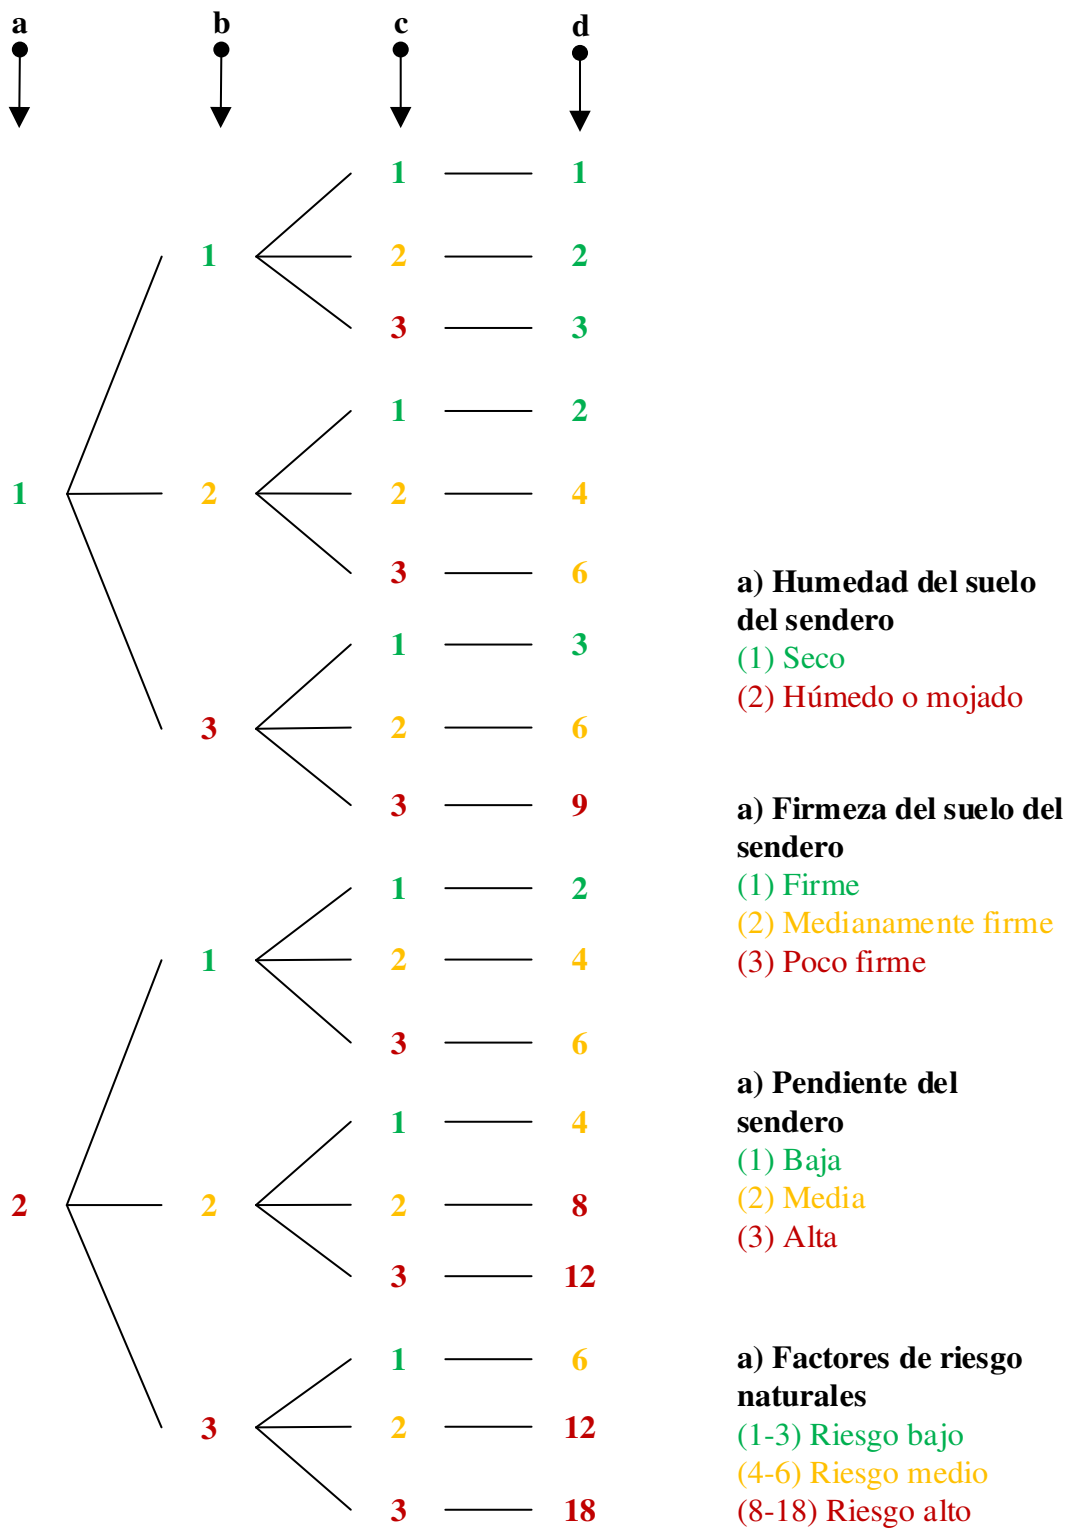 a b c d
1 1
1 2 2
3 3
1 2
1 2 2 4
3 6
1 3
3 2 6
3 9
1 2
1 2 4
3 6
1 4
2 2 2 8
3 12
1 6
3 2 12
3 18
a) Humedad del suelo
del sendero
(1) Seco
(2) Húmedo o mojado
a) Firmeza del suelo del
sendero
(1) Firme
(2) Medianamente firme
(3) Poco firme
a) Pendiente del
sendero
(1) Baja
(2) Media
(3) Alta
a) Factores de riesgo
naturales
(1-3) Riesgo bajo
(4-6) Riesgo medio
(8-18) Riesgo alto